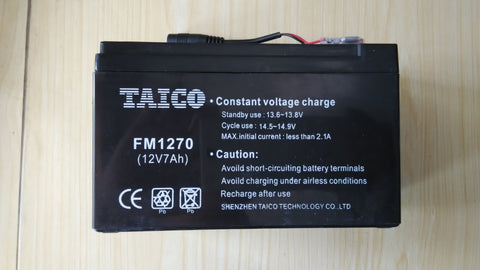 TAICO
FM1270
(12V7Ah)
CE
Pb
Pb
• Constant voltage charge
Standby use : 13.6~13.8V
Cycle use : 14.5~14.9V
MAX.initial current : less than 2.1A
• Caution:
Avoild short-circuiting battery terminals
Avoild charging under airless conditions
Recharge after use
SHENZHEN TAICO TECHNOLOGY CO.,LTD